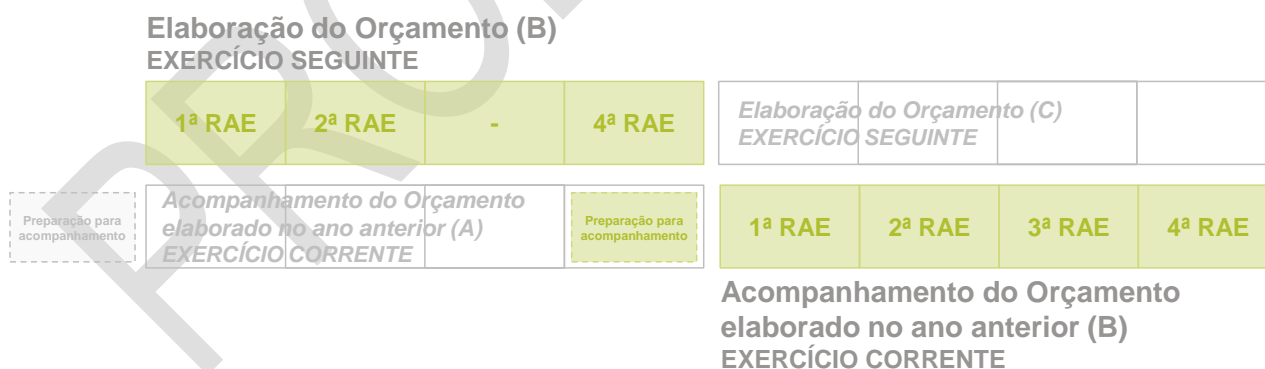 Elaboração do Orçamento (B)
EXERCÍCIO SEGUINTE
1ª RAE 2ª RAE - 4ª RAE
Elaboração do Orçamento (C)
EXERCÍCIO SEGUINTE
Preparação para
acompanhamento
Acompanhamento do Orçamento
elaborado no ano anterior (A)
EXERCÍCIO CORRENTE
Preparação para
acompanhamento
1ª RAE 2ª RAE 3ª RAE 4ª RAE
Acompanhamento do Orçamento
elaborado no ano anterior (B)
EXERCÍCIO CORRENTE